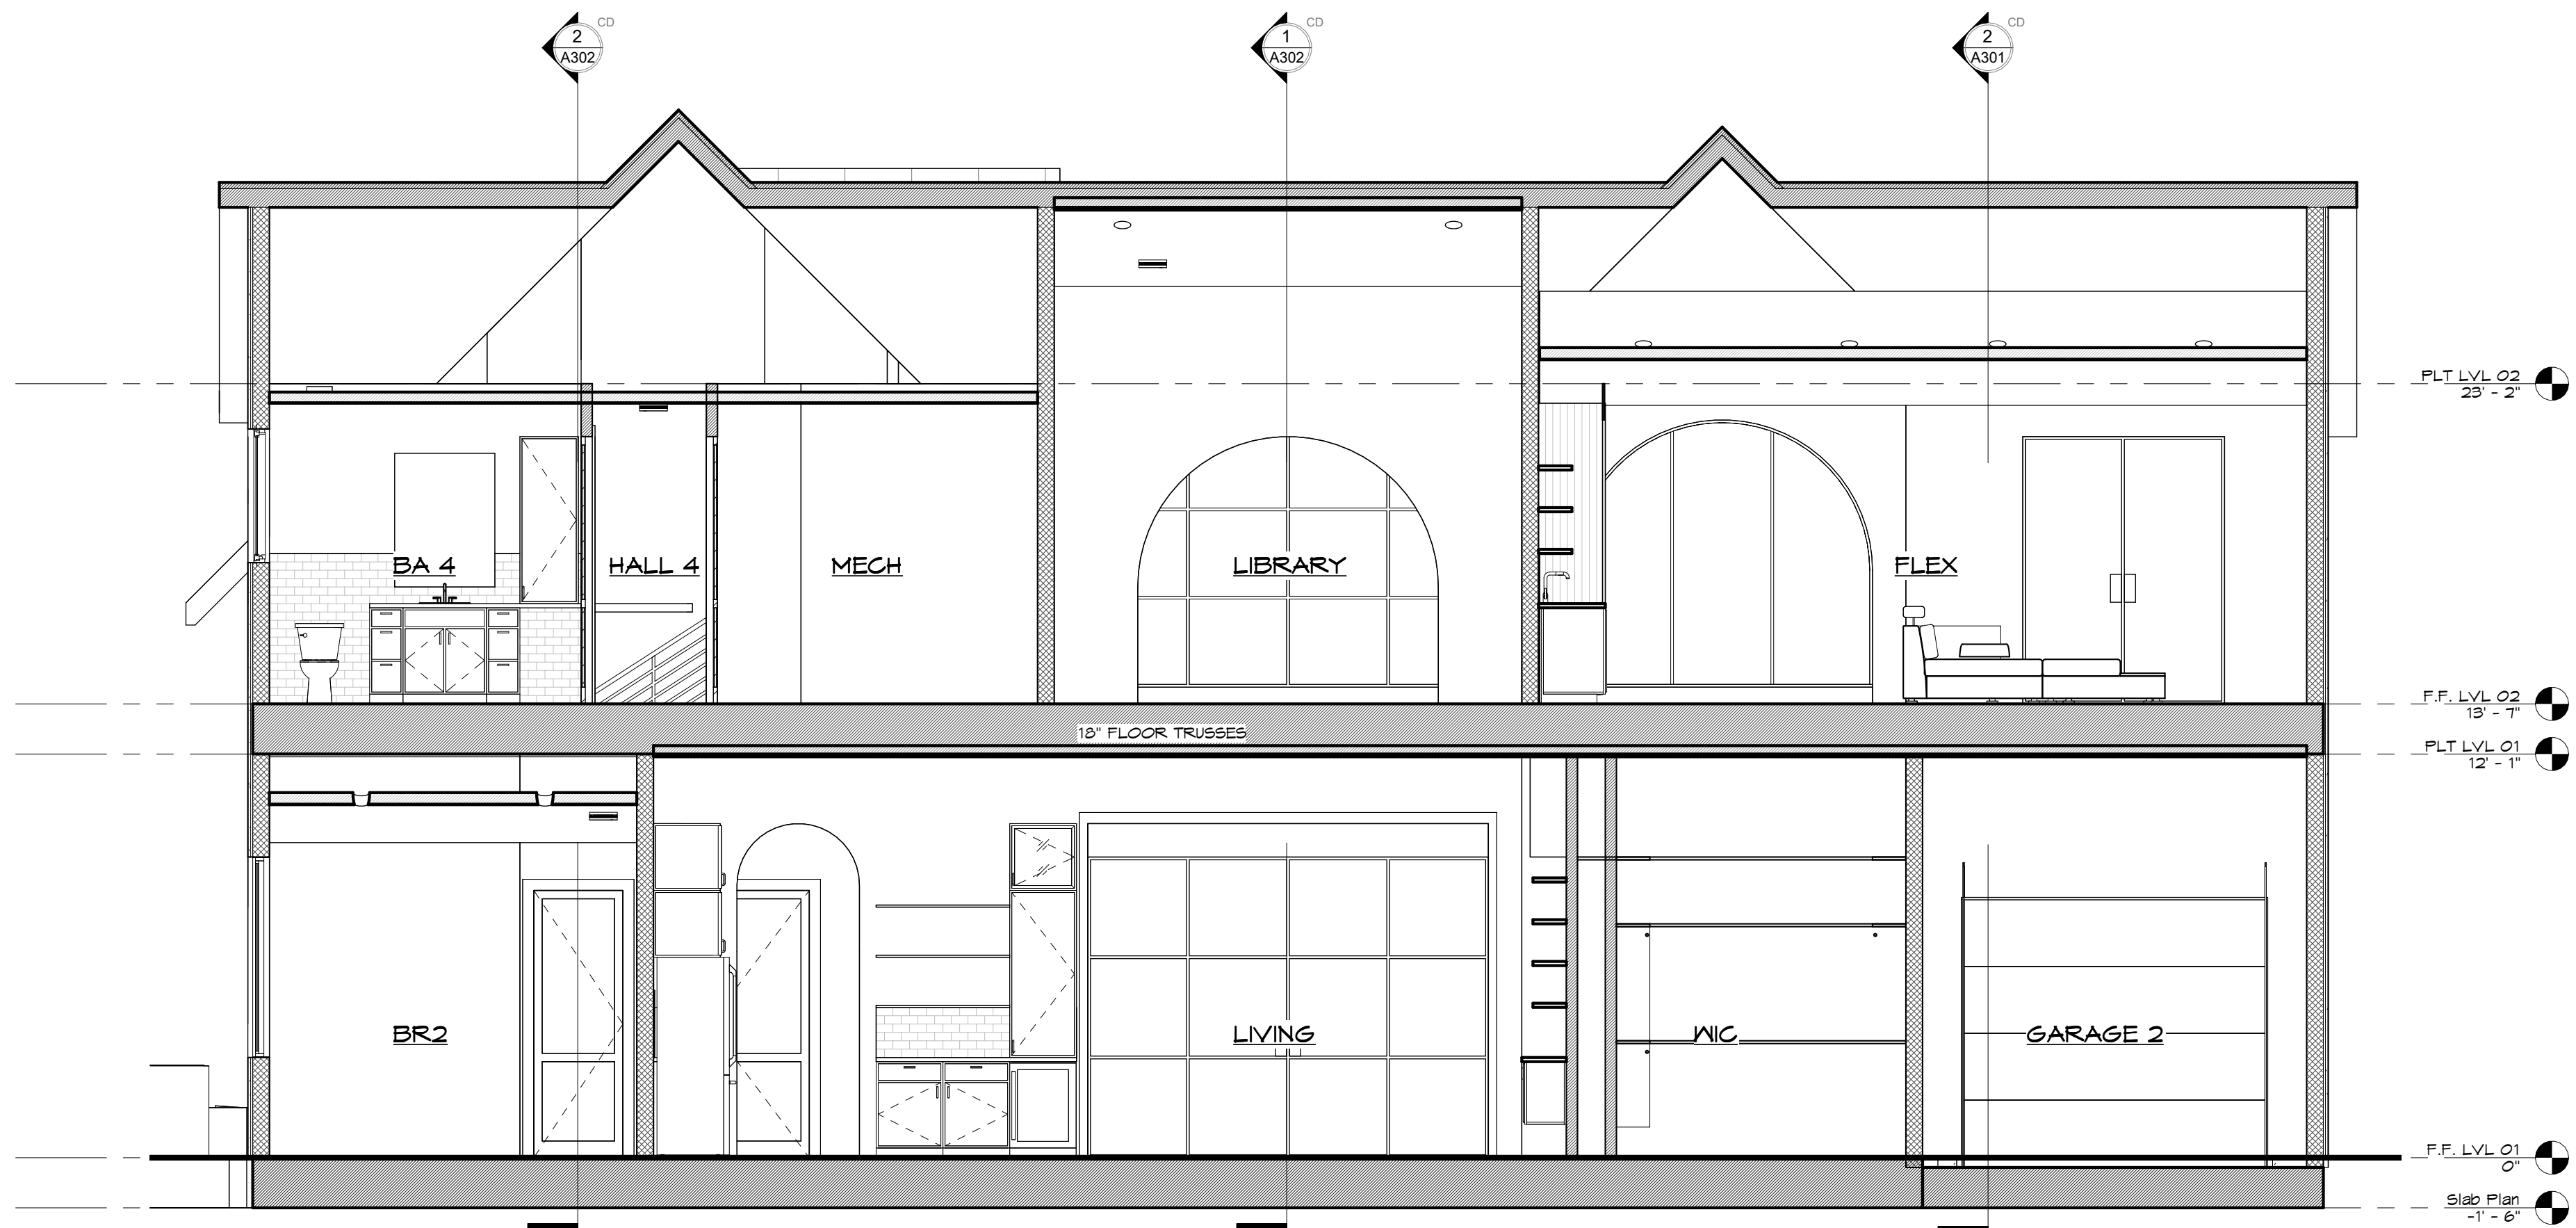 CD
2
A302
CD
1
A302
CD
2
A301
PLT LVL 02
23' - 2"
BA 4
HALL 4
MECH
LIBRARY
FLEX
F.F. LVL 02
13' - 7"
18" FLOOR TRUSSES
PLT LVL 01
12' - 1"
BR2
LIVING
WIC
GARAGE 2
F.F. LVL 01
0"
Slab Plan
-1' - 6"